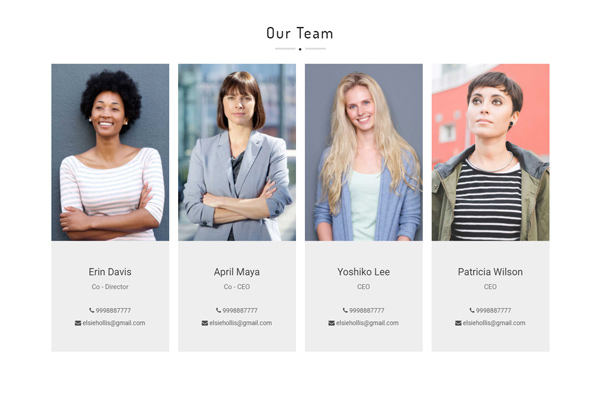 Our Team
Erin Davis
Co - Director
9998887777
elsiehollis@gmail.com
April Maya
Co - CEO
9998887777
elsiehollis@gmail.com
Yoshiko Lee
CEO
9998887777
elsiehollis@gmail.com
Patricia Wilson
CEO
9998887777
elsiehollis@gmail.com